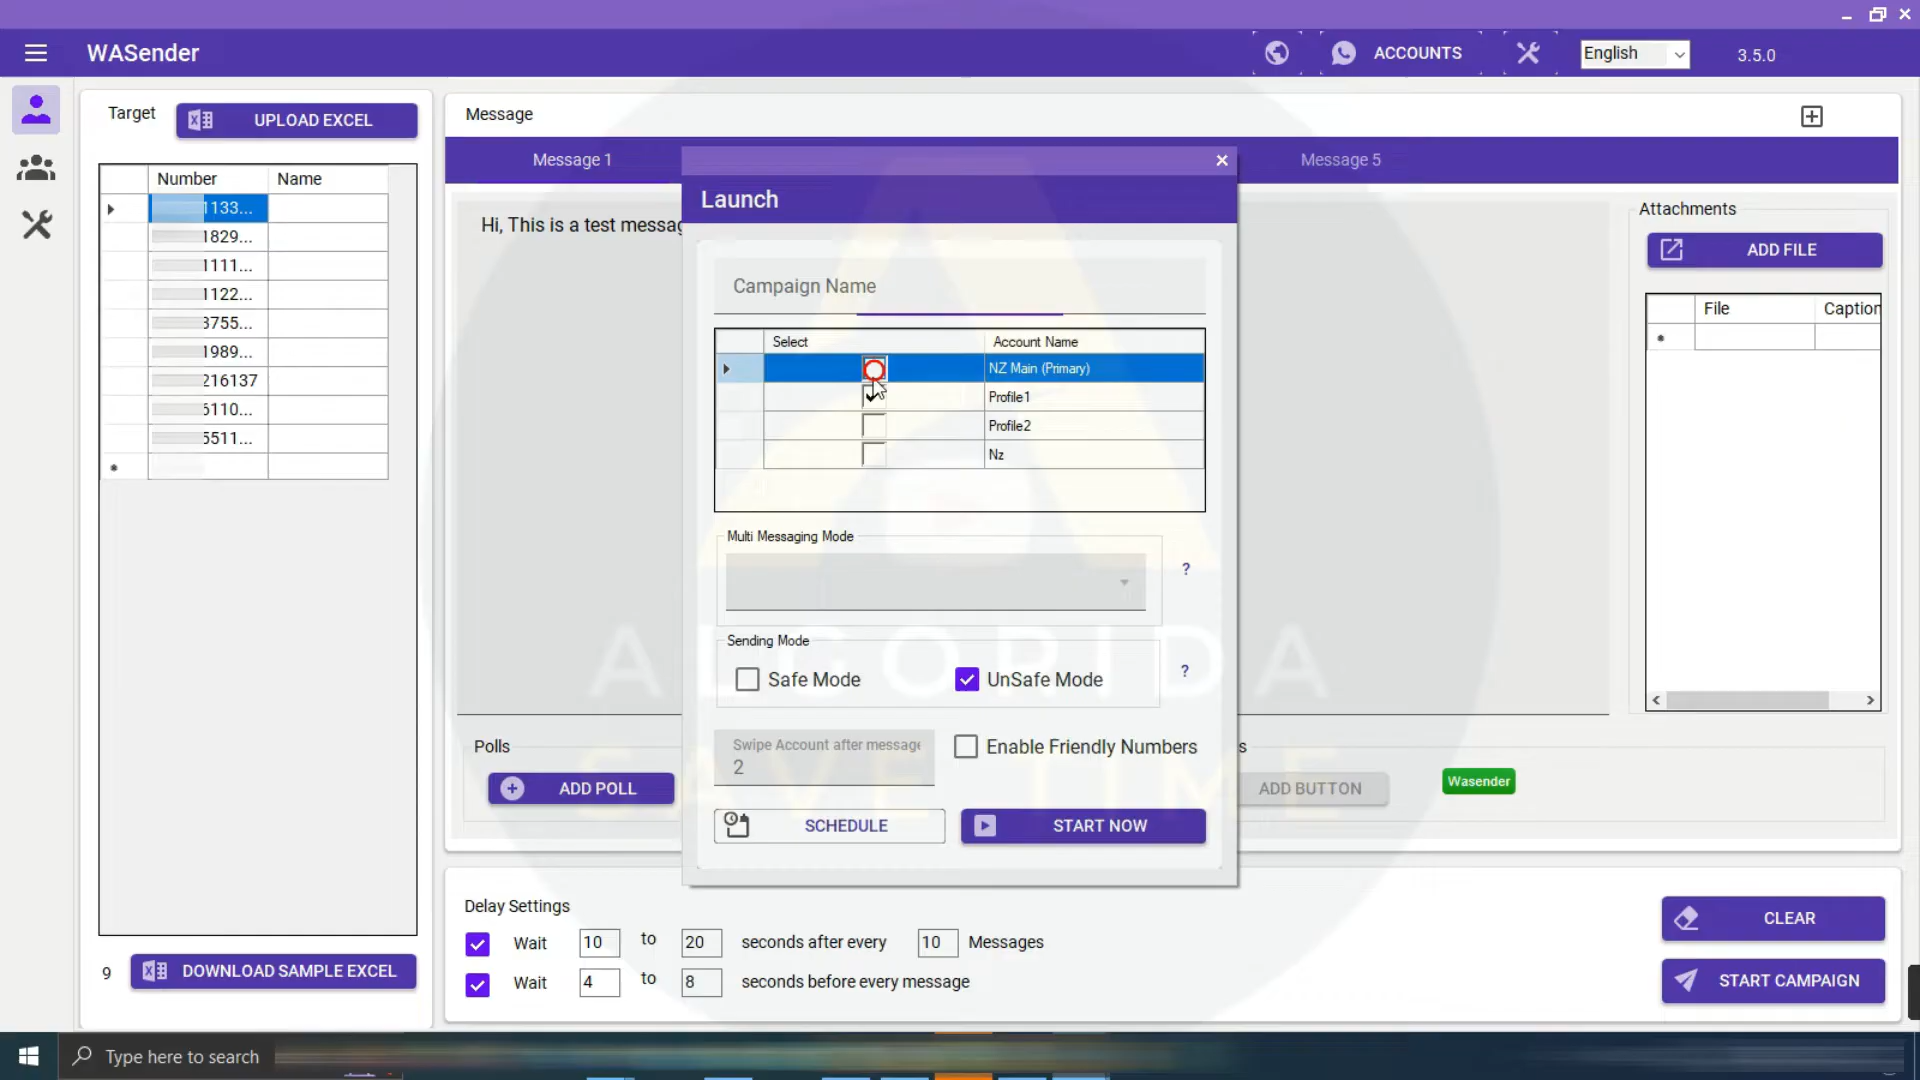 WASender
ACCOUNTS
English
3.5.0
Target
UPLOAD EXCEL
Number
Name
1133...
1829...
1111...
1122...
3755...
1989...
216137
6110...
5511...
9
DOWNLOAD SAMPLE EXCEL
Message
Message 1
Message 5
Hi, This is a test messag
Launch
Campaign Name
Select
Account Name
NZ Main (Primary)
Profile1
Profile2
Nz
Multi Messaging Mode
?
Sending Mode
Safe Mode
UnSafe Mode
?
Swipe Account after message
2
Enable Friendly Numbers
SCHEDULE
START NOW
Attachments
ADD FILE
File
Caption
Polls
ADD POLL
s
ADD BUTTON
Wasender
ALGORIDA
SAVE TIME
Delay Settings
Wait 10 to 20 seconds after every 10 Messages
Wait 4 to 8 seconds before every message
CLEAR
START CAMPAIGN
Type here to search